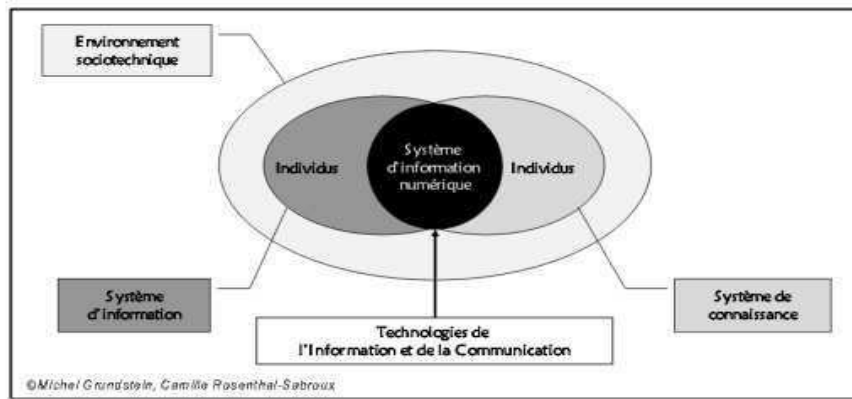 Environnement
sociotechnique
Système
d'information
numérique
Individus
Individus
Système
d'information
Système de
connaissance
Technologies de
l'Information et de la Communication
©Michel Grundstein, Camille Rosenthal-Sabroux